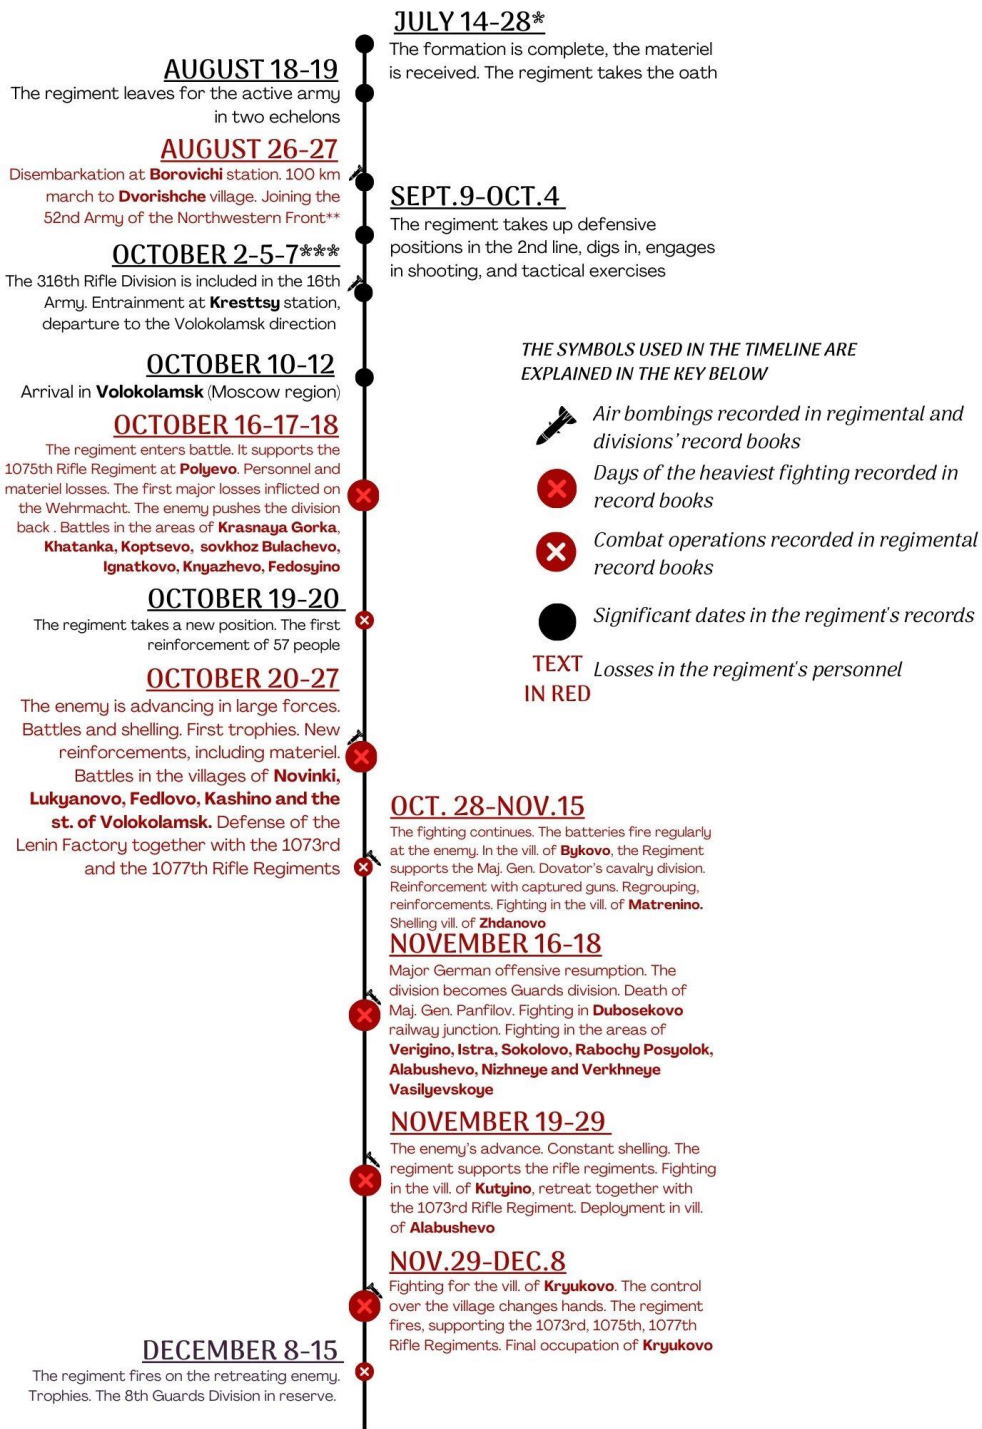 JULY 14-28*
The formation is complete, the materiel
is received. The regiment takes the oath
AUGUST 18-19
The regiment leaves for the active army
in two echelons
AUGUST 26-27
Disembarkation at Borovichi station. 100 km
march to Dvorishche village. Joining the
52nd Army of the Northwestern Front**
SEPT.9-OCT.4
The regiment takes up defensive
positions in the 2nd line, digs in, engages
in shooting, and tactical exercises
OCTOBER 2-5-7***
The 316th Rifle Division is included in the 16th
Army. Entrainment at Kresttsy station,
departure to the Volokolamsk direction
OCTOBER 10-12
Arrival in Volokolamsk (Moscow region)
OCTOBER 16-17-18
The regiment enters battle. It supports the
1075th Rifle Regiment at Polyevo. Personnel and
materiel losses. The first major losses inflicted on
the Wehrmacht. The enemy pushes the division
back . Battles in the areas of Krasnaya Gorka,
Khatanka, Koptsevo, sovkhoz Bulachevo,
Ignatkovo, Knyazhevo, Fedosyino
OCTOBER 19-20
The regiment takes a new position. The first
reinforcement of 57 people
OCTOBER 20-27
The enemy is advancing in large forces.
Battles and shelling. First trophies. New
reinforcements, including materiel.
Battles in the villages of Novinki,
Lukyanovo, Fedlovo, Kashino and the
st. of Volokolamsk. Defense of the
Lenin Factory together with the 1073rd
and the 1077th Rifle Regiments
THE SYMBOLS USED IN THE TIMELINE ARE
EXPLAINED IN THE KEY BELOW
Air bombings recorded in regimental and
divisions' record books
Days of the heaviest fighting recorded in
record books
Combat operations recorded in regimental
record books
Significant dates in the regiment's records
TEXT
IN RED
Losses in the regiment's personnel
OCT. 28-NOV.15
The fighting continues. The batteries fire regularly
at the enemy. In the vill. of Bykovo, the Regiment
supports the Maj. Gen. Dovator's cavalry division.
Reinforcement with captured guns. Regrouping,
reinforcements. Fighting in the vill. of Matrenino.
Shelling vill. of Zhdanovo
NOVEMBER 16-18
Major German offensive resumption. The
division becomes Guards division. Death of
Maj. Gen. Panfilov. Fighting in Dubosekovo
railway junction. Fighting in the areas of
Verigino, Istra, Sokolovo, Rabochy Posyolok,
Alabushevo, Nizhneye and Verkhneye
Vasilyevskoye
NOVEMBER 19-29
The enemy's advance. Constant shelling. The
regiment supports the rifle regiments. Fighting
in the vill. of Kutyino, retreat together with
the 1073rd Rifle Regiment. Deployment in vill.
of Alabushevo
NOV.29-DEC.8
Fighting for the vill. of Kryukovo. The control
over the village changes hands. The regiment
fires, supporting the 1073rd, 1075th, 1077th
Rifle Regiments. Final occupation of Kryukovo
DECEMBER 8-15
The regiment fires on the retreating enemy.
Trophies. The 8th Guards Division in reserve.